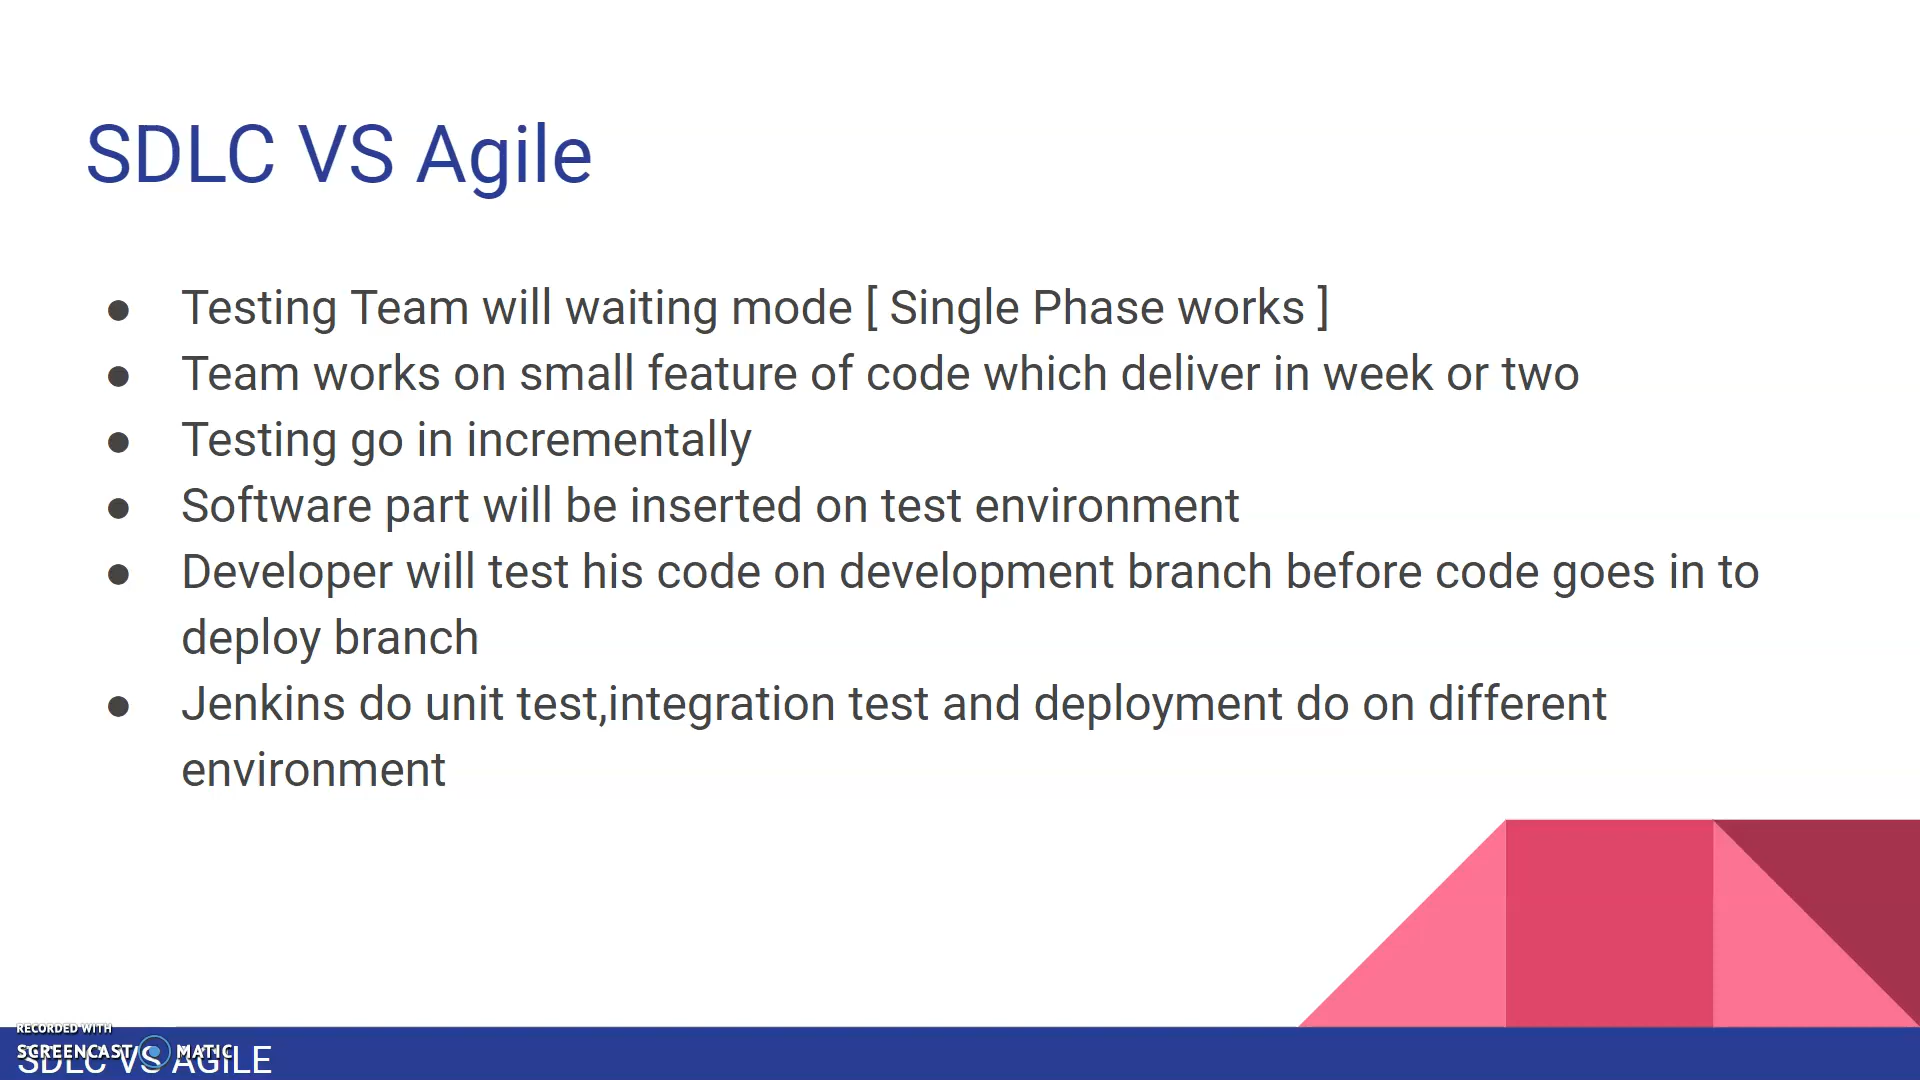 SDLC VS Agile
● Testing Team will waiting mode [ Single Phase works ]
● Team works on small feature of code which deliver in week or two
● Testing go in incrementally
● Software part will be inserted on test environment
● Developer will test his code on development branch before code goes in to
deploy branch
● Jenkins do unit test,integration test and deployment do on different
environment
RECORDED WITH
SCREENCAST MATIC
SDLC VS AGILE